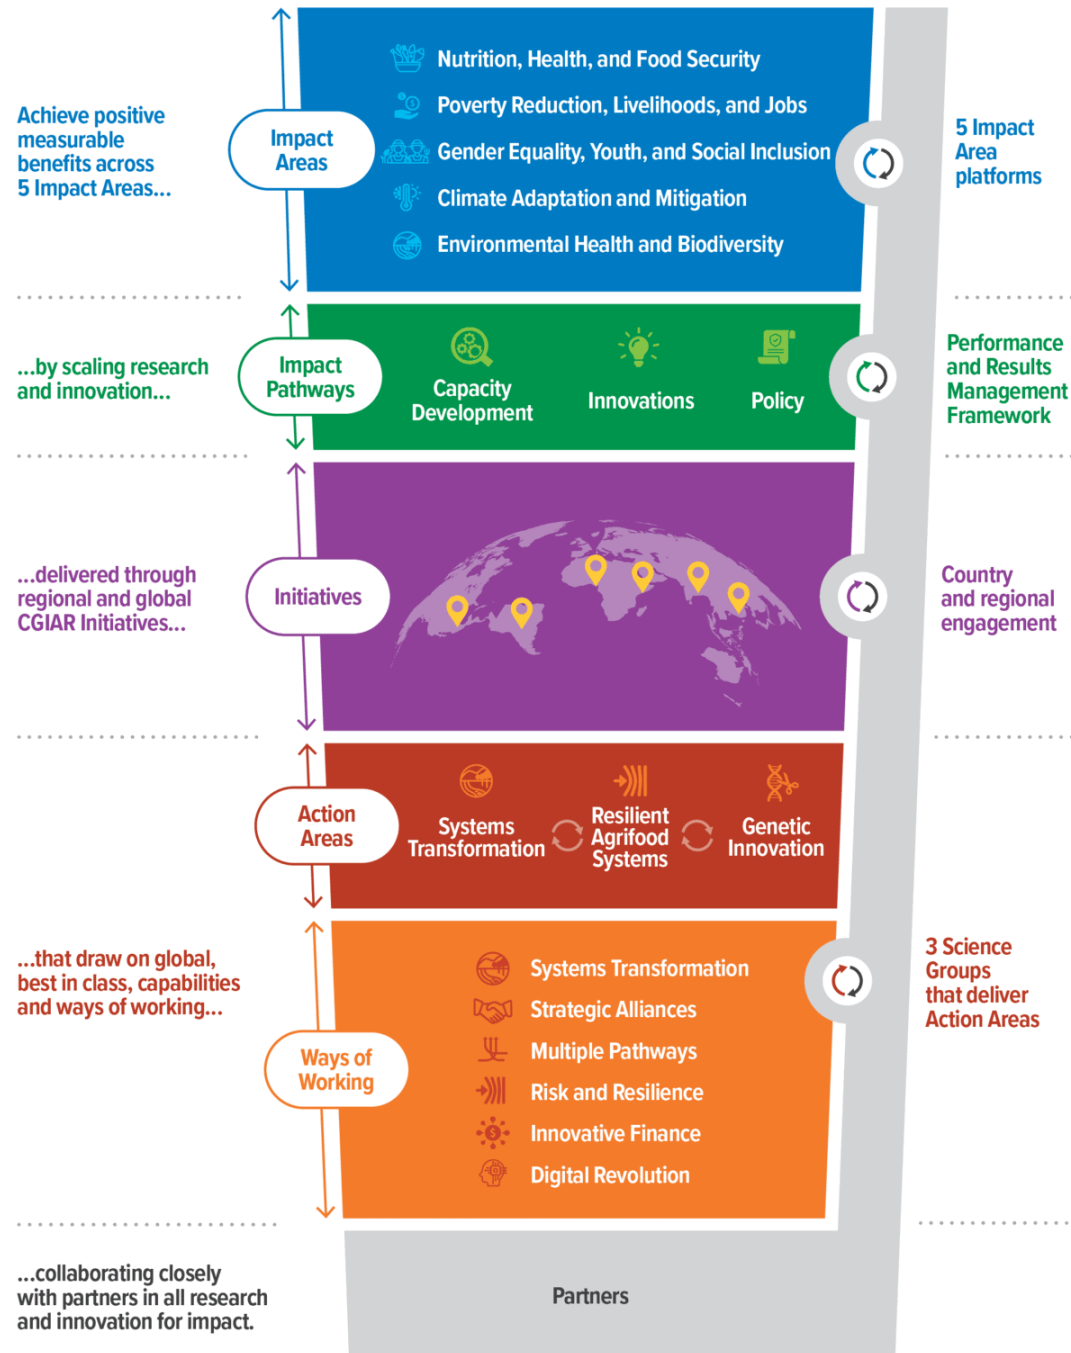 Achieve positive
measurable
benefits across
5 Impact Areas...
Impact
Areas
Nutrition, Health, and Food Security
Poverty Reduction, Livelihoods, and Jobs
Gender Equality, Youth, and Social Inclusion
Climate Adaptation and Mitigation
Environmental Health and Biodiversity
5 Impact
Area
platforms
...by scaling research
and innovation...
Impact
Pathways
Capacity
Development
Innovations
Policy
Performance
and Results
Management
Framework
...delivered through
regional and global
CGIAR Initiatives...
Initiatives
Country
and regional
engagement
Action
Areas
Systems
Transformation
Resilient
Agrifood
Systems
Genetic
Innovation
...that draw on global,
best in class, capabilities
and ways of working...
Ways of
Working
Systems Transformation
Strategic Alliances
Multiple Pathways
Risk and Resilience
Innovative Finance
Digital Revolution
3 Science
Groups
that deliver
Action Areas
...collaborating closely
with partners in all research
and innovation for impact.
Partners